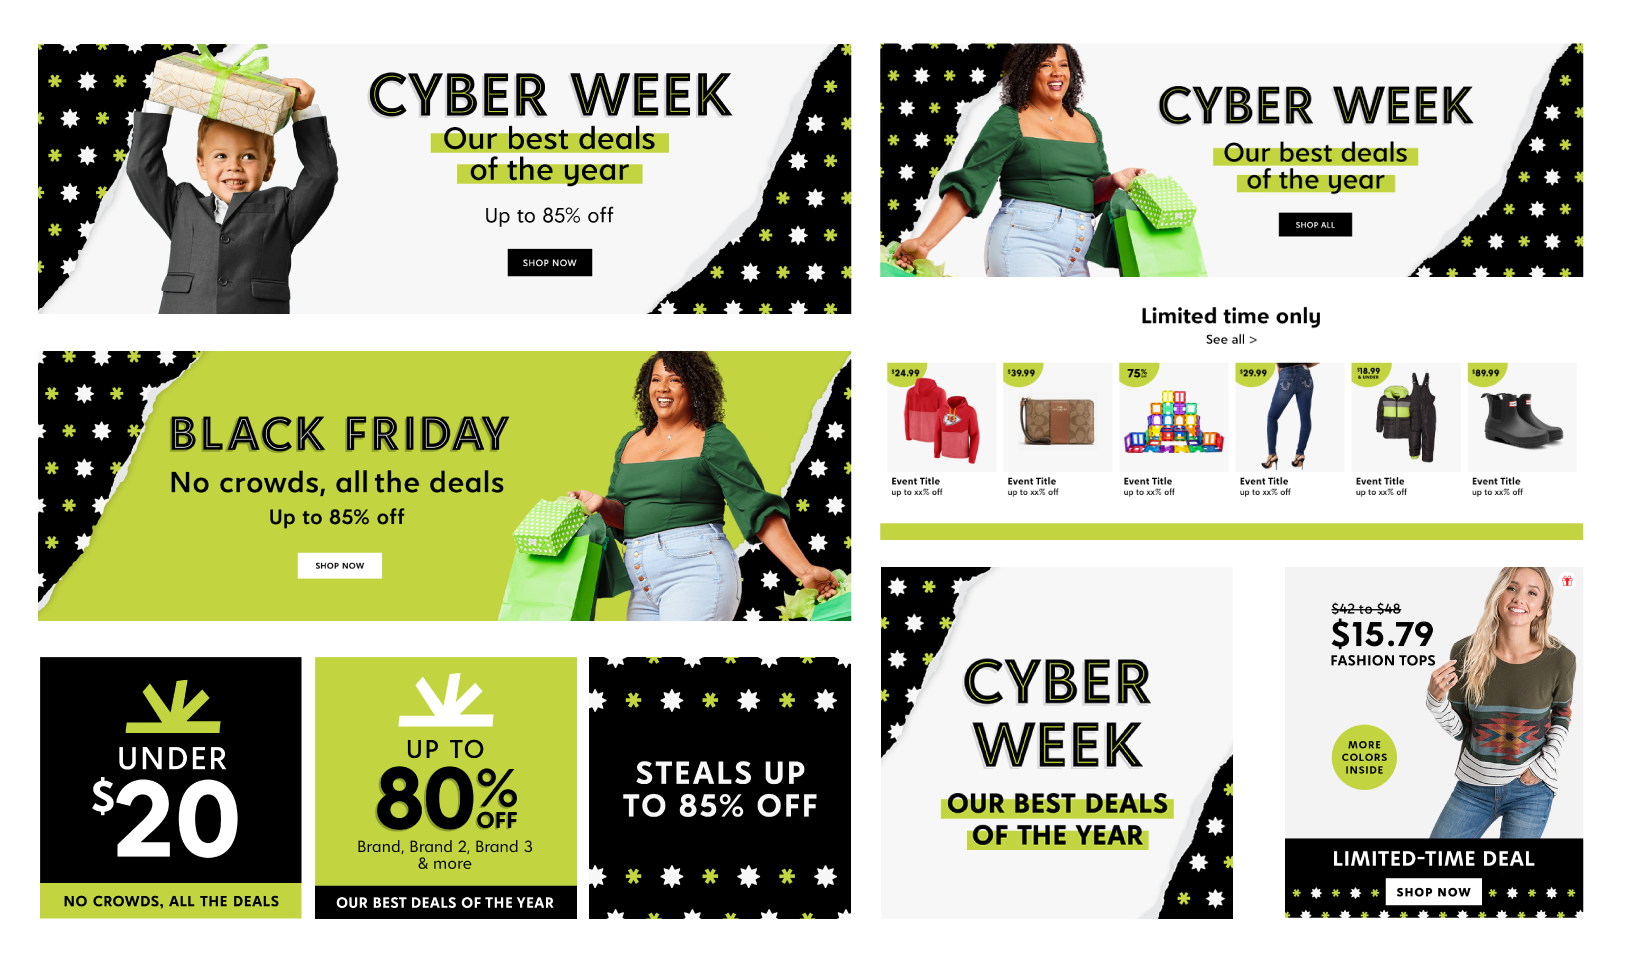 CYBER WEEK
Our best deals
of the year
Up to 85% off
SHOP NOW
CYBER WEEK
Our best deals
of the year
SHOP ALL
Limited time only
See all >
$24.99
$39.99
75%
$29.99
$18.99
& UNDER
$89.99
Event Title
up to xx% off
Event Title
up to xx% off
Event Title
up to xx% off
Event Title
up to xx% off
Event Title
up to xx% off
Event Title
up to xx% off
BLACK FRIDAY
No crowds, all the deals
Up to 85% off
SHOP NOW
UNDER
$20
NO CROWDS, ALL THE DEALS
UP TO
80%
OFF
Brand, Brand 2, Brand 3
& more
OUR BEST DEALS OF THE YEAR
STEALS UP
TO 85% OFF
CYBER
WEEK
OUR BEST DEALS
OF THE YEAR
$42 to $48
$15.79
FASHION TOPS
MORE
COLORS
INSIDE
LIMITED-TIME DEAL
SHOP NOW